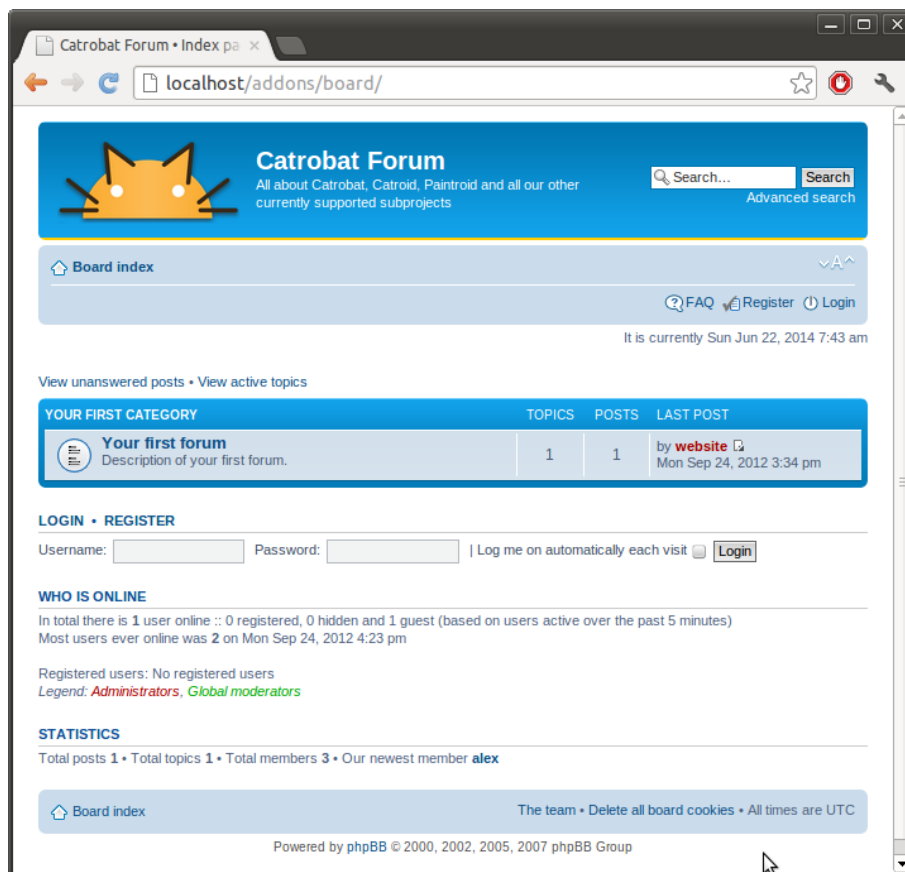 Catrobat Forum • Index pa
localhost/addons/board/
Catrobat Forum
All about Catrobat, Catroid, Paintroid and all our other
currently supported subprojects
Search...
Search
Advanced search
Board index
A
FAQ Register Login
It is currently Sun Jun 22, 2014 7:43 am
View unanswered posts • View active topics
YOUR FIRST CATEGORY TOPICS POSTS LAST POST
Your first forum
Description of your first forum.
1 1
by website
Mon Sep 24, 2012 3:34 pm
LOGIN • REGISTER
Username: Password: | Log me on automatically each visit Login
WHO IS ONLINE
In total there is 1 user online :: 0 registered, 0 hidden and 1 guest (based on users active over the past 5 minutes)
Most users ever online was 2 on Mon Sep 24, 2012 4:23 pm
Registered users: No registered users
Legend: Administrators, Global moderators
STATISTICS
Total posts 1 • Total topics 1 • Total members 3 • Our newest member alex
Board index The team • Delete all board cookies • All times are UTC
Powered by phpBB © 2000, 2002, 2005, 2007 phpBB Group